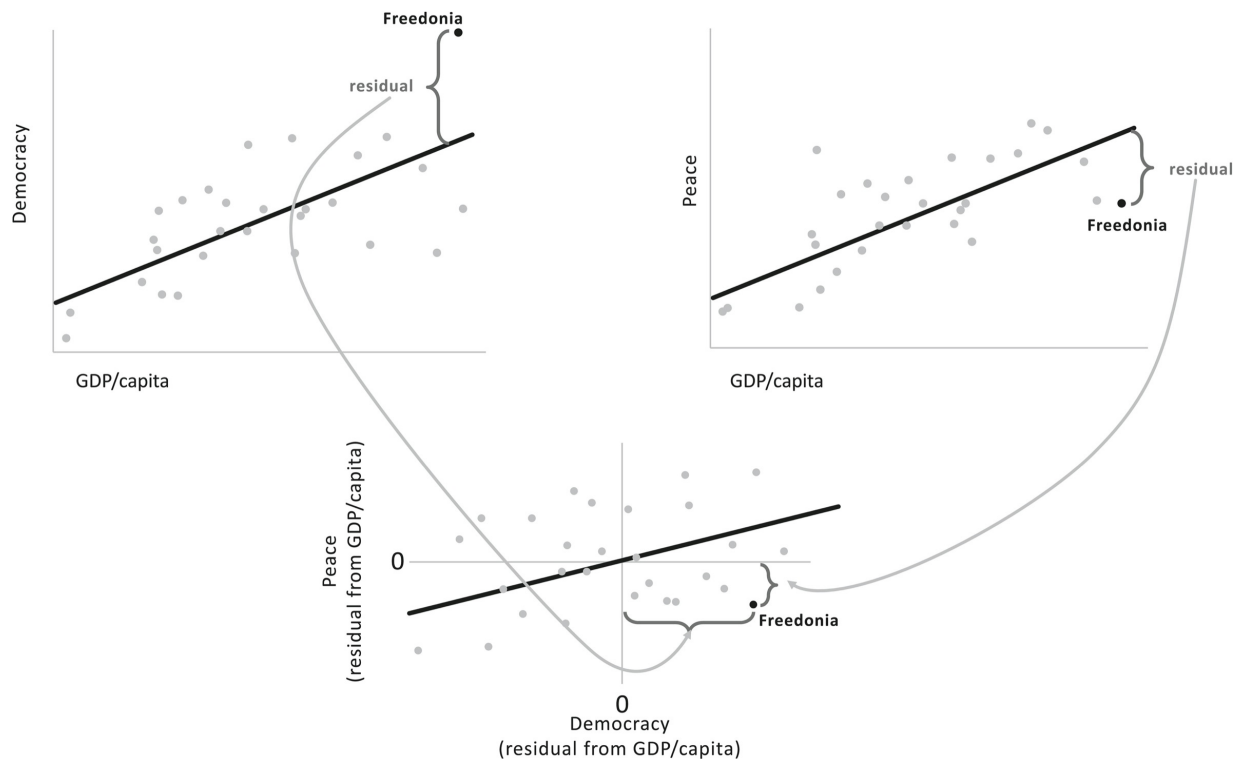 Freedonia
residual
Democracy
GDP/capita
Peace
residual
Freedonia
GDP/capita
Peace
(residual from GDP/capita)
0
Freedonia
0
Democracy
(residual from GDP/capita)